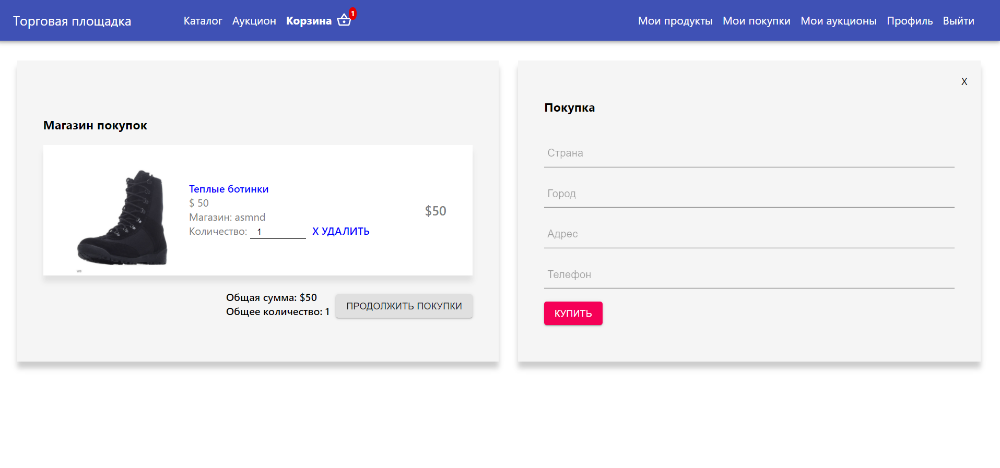 Торговая площадка
Каталог Аукцион Корзина 1
Мои продукты Мои покупки Мои аукционы Профиль Выйти
Магазин покупок
Теплые ботинки
$ 50
Магазин: asmnd
Количество: 1 X УДАЛИТЬ
$50
Общая сумма: $50
Общее количество: 1
ПРОДОЛЖИТЬ ПОКУПКИ
X
Покупка
Страна
Город
Адрес
Телефон
КУПИТЬ